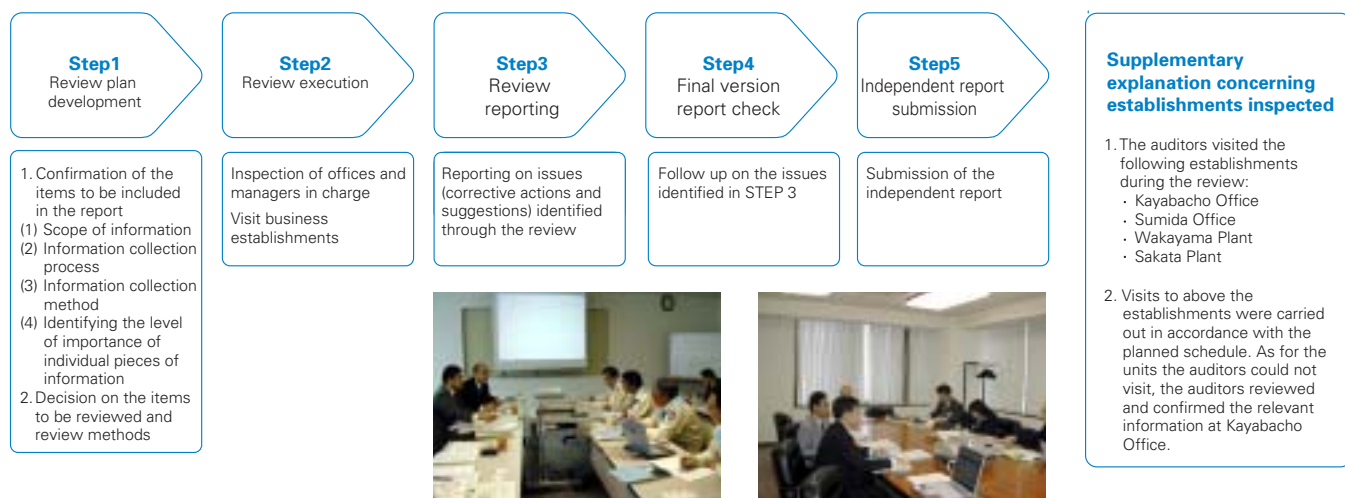 Step1
Review plan
development
Step2
Review execution
Step3
Review
reporting
Step4
Final version
report check
Step5
Independent report
submission
1. Confirmation of the
items to be included
in the report
(1) Scope of information
(2) Information collection
process
(3) Information collection
method
(4) Identifying the level
of importance of
individual pieces of
information
2. Decision on the items
to be reviewed and
review methods
Inspection of offices and
managers in charge
Visit business
establishments
Reporting on issues
(corrective actions and
suggestions) identified
through the review
Follow up on the issues
identified in STEP 3
Submission of the
independent report
Supplementary
explanation concerning
establishments inspected
1. The auditors visited the
following establishments
during the review:
・ Kayabacho Office
・ Sumida Office
・ Wakayama Plant
・ Sakata Plant
2. Visits to above the
establishments were carried
out in accordance with the
planned schedule. As for the
units the auditors could not
visit, the auditors reviewed
and confirmed the relevant
information at Kayabacho
Office.